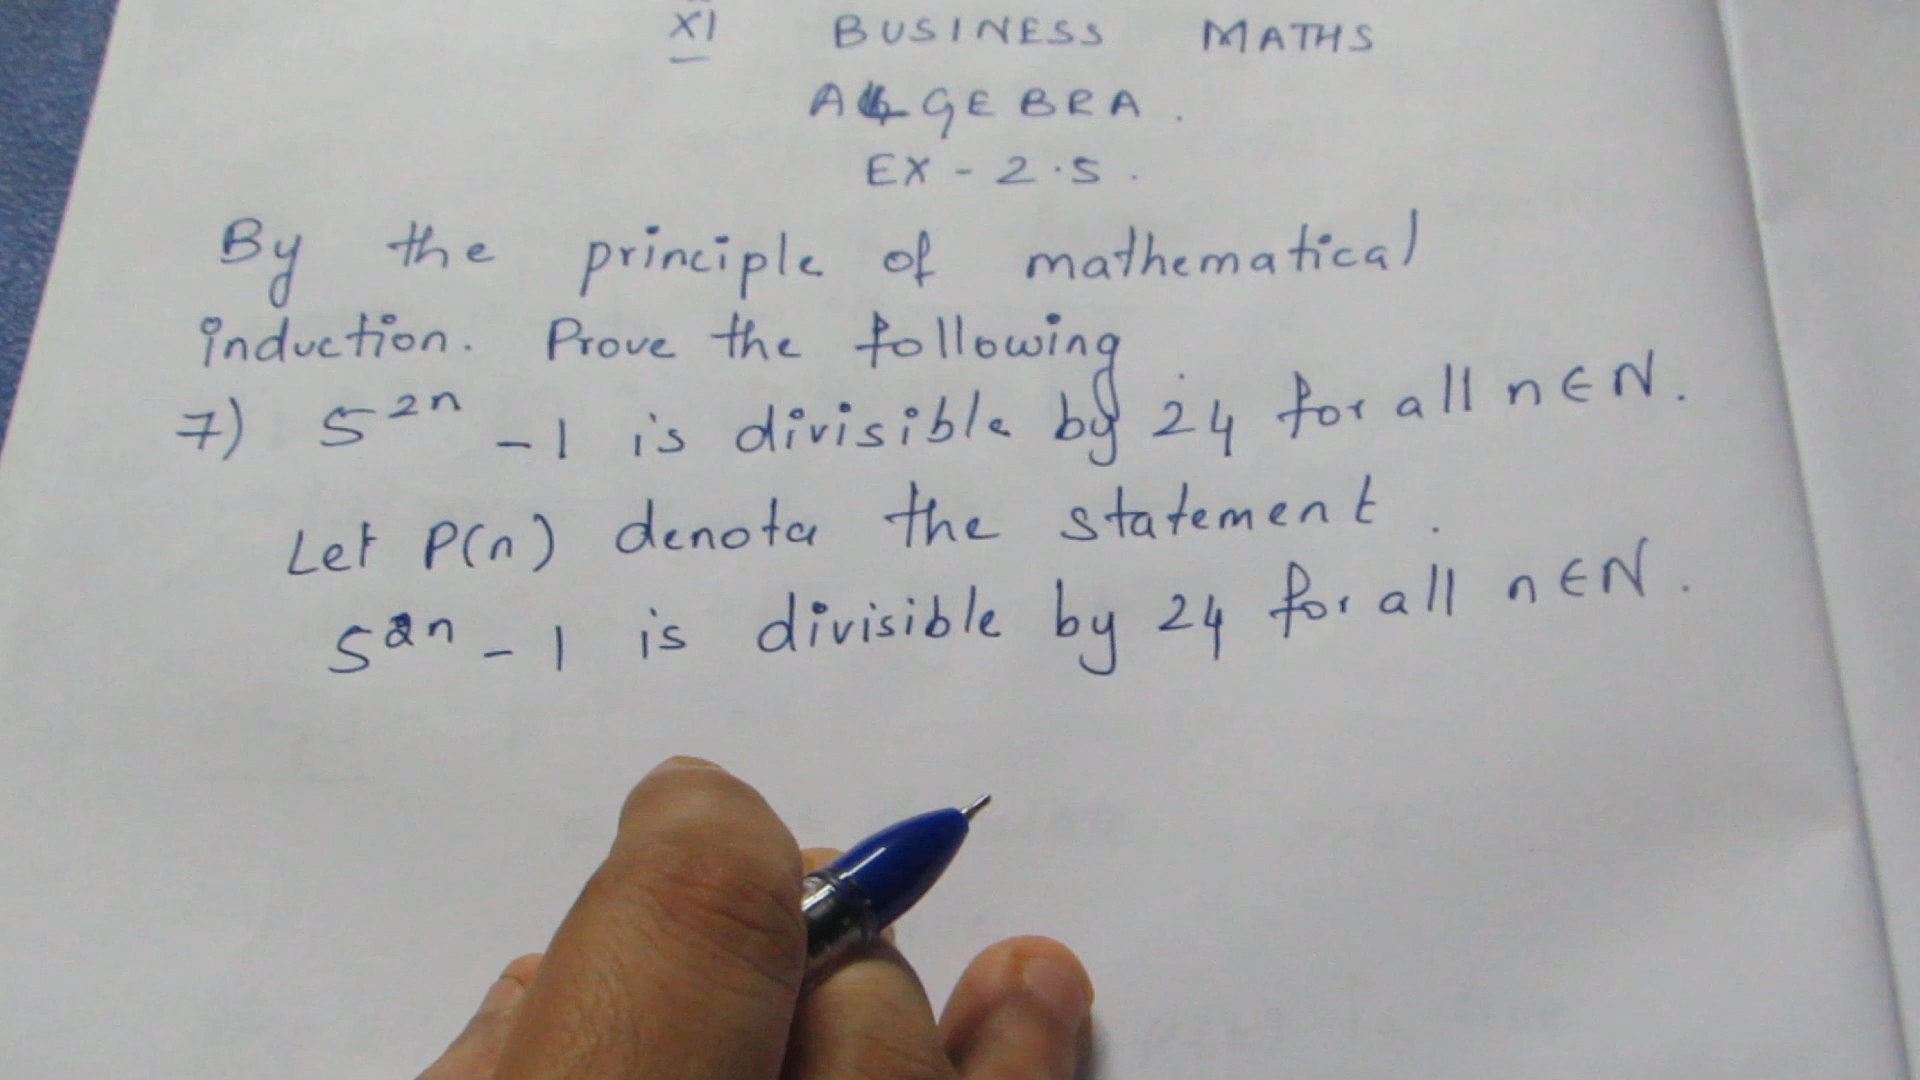 XI BUSINESS MATHS
ALGEBRA.
EX - 2.5.
By the principle of mathematical
induction. Prove the following
7) 5^2n - 1 is divisible by 24 for all n∈N.
Let P(n) denote the statement.
5^2n - 1 is divisible by 24 for all n∈N.